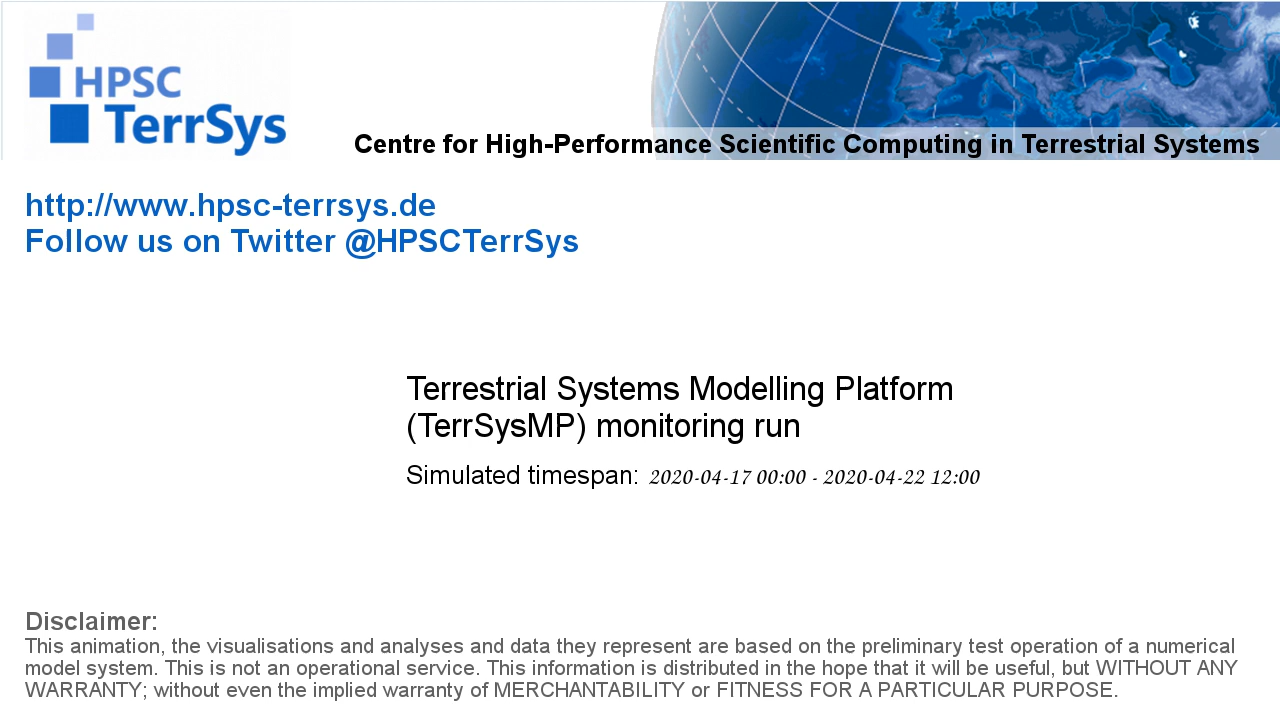 HPSC
TerrSys
Centre for High-Performance Scientific Computing in Terrestrial Systems
http://www.hpsc-terrsys.de
Follow us on Twitter @HPSCTerrSys
Terrestrial Systems Modelling Platform
(TerrSysMP) monitoring run
Simulated timespan: 2020-04-17 00:00 - 2020-04-22 12:00
Disclaimer:
This animation, the visualisations and analyses and data they represent are based on the preliminary test operation of a numerical
model system. This is not an operational service. This information is distributed in the hope that it will be useful, but WITHOUT ANY
WARRANTY; without even the implied warranty of MERCHANTABILITY or FITNESS FOR A PARTICULAR PURPOSE.